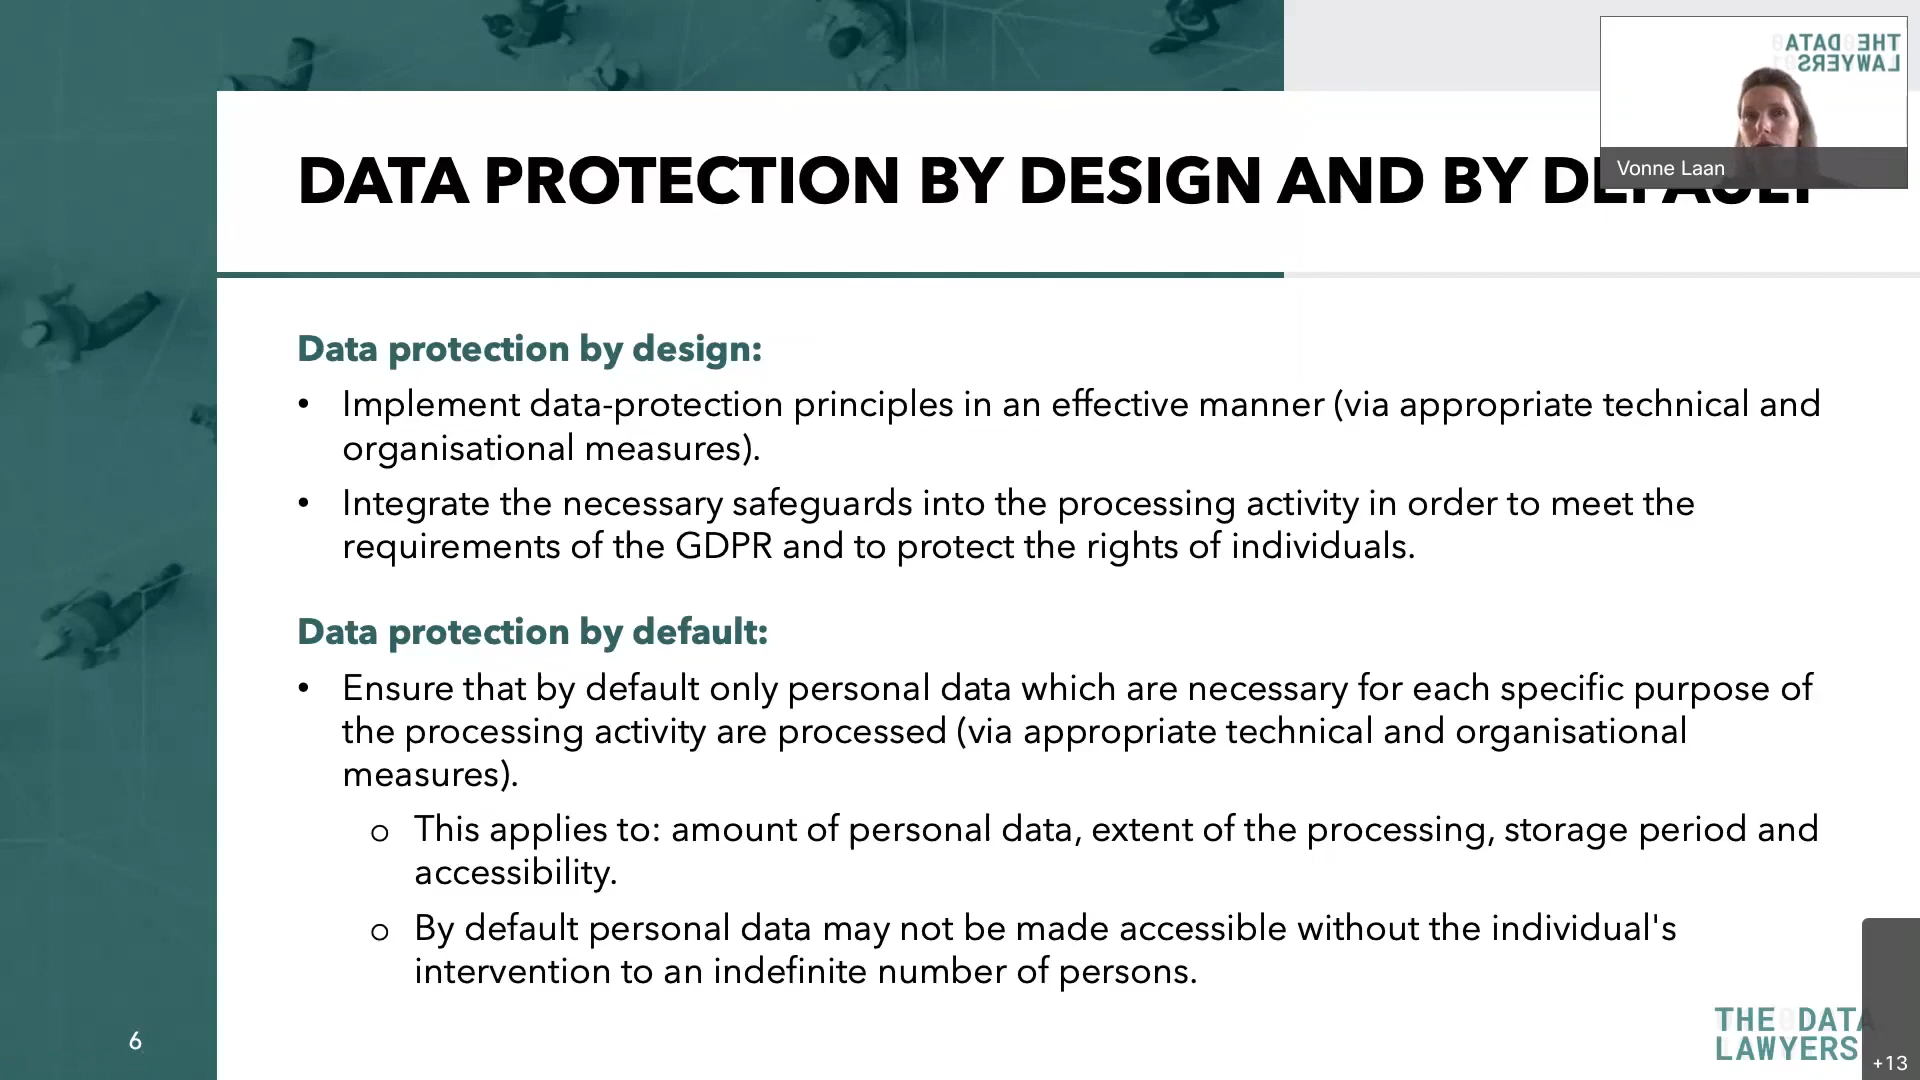 THE DATA
LAWYERS
Vonne Laan
DATA PROTECTION BY DESIGN AND BY DEFAULT
Data protection by design:
• Implement data-protection principles in an effective manner (via appropriate technical and
organisational measures).
• Integrate the necessary safeguards into the processing activity in order to meet the
requirements of the GDPR and to protect the rights of individuals.
Data protection by default:
• Ensure that by default only personal data which are necessary for each specific purpose of
the processing activity are processed (via appropriate technical and organisational
measures).
o This applies to: amount of personal data, extent of the processing, storage period and
accessibility.
o By default personal data may not be made accessible without the individual's
intervention to an indefinite number of persons.
6
THE DATA
LAWYERS
+13